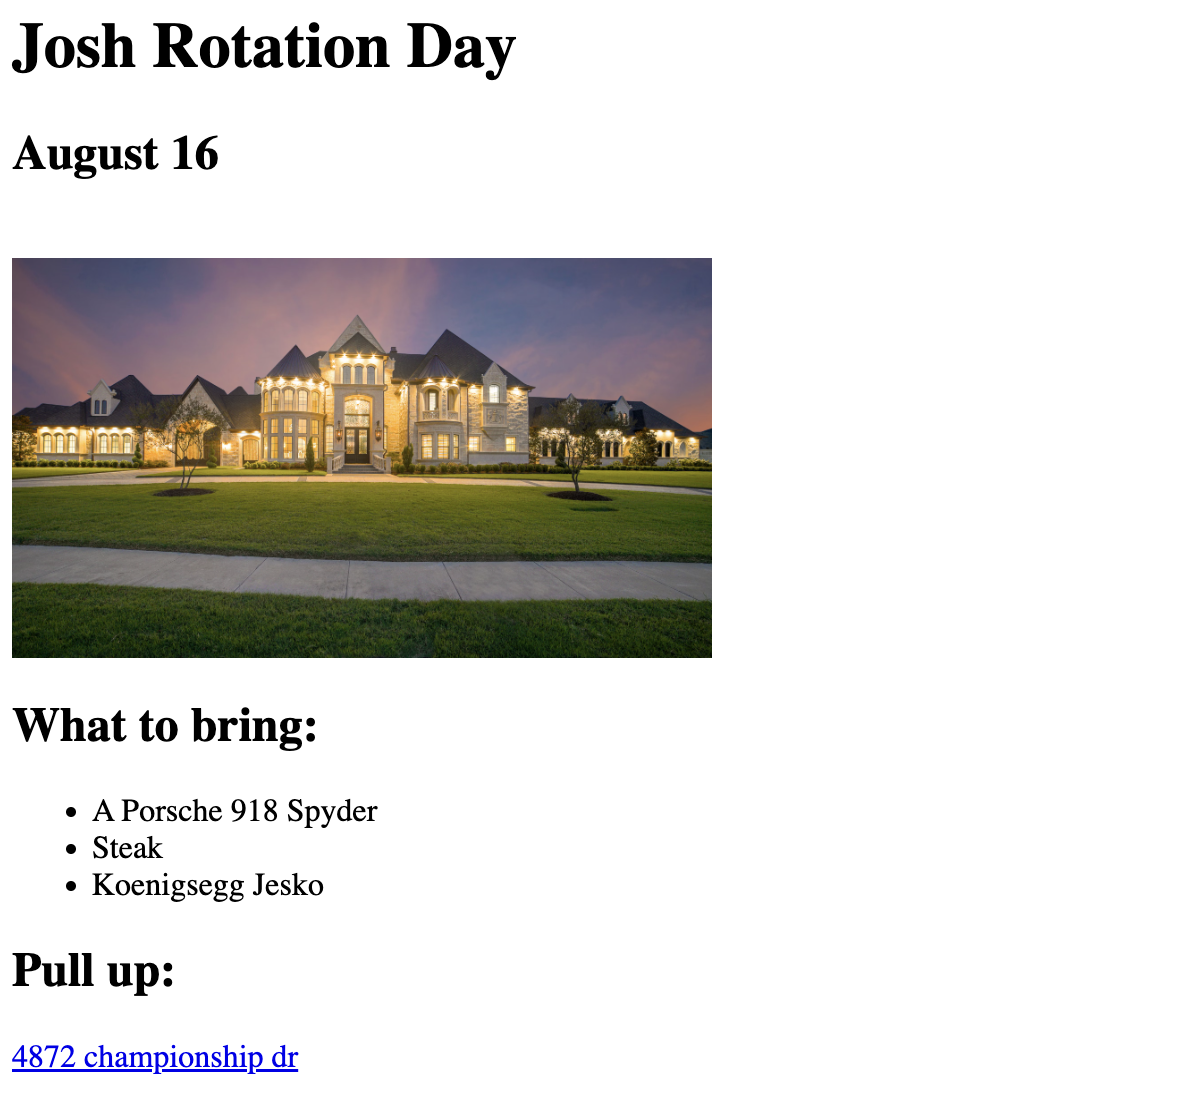 Josh Rotation Day
August 16
What to bring:
A Porsche 918 Spyder
Steak
Koenigsegg Jesko
Pull up:
4872 championship dr